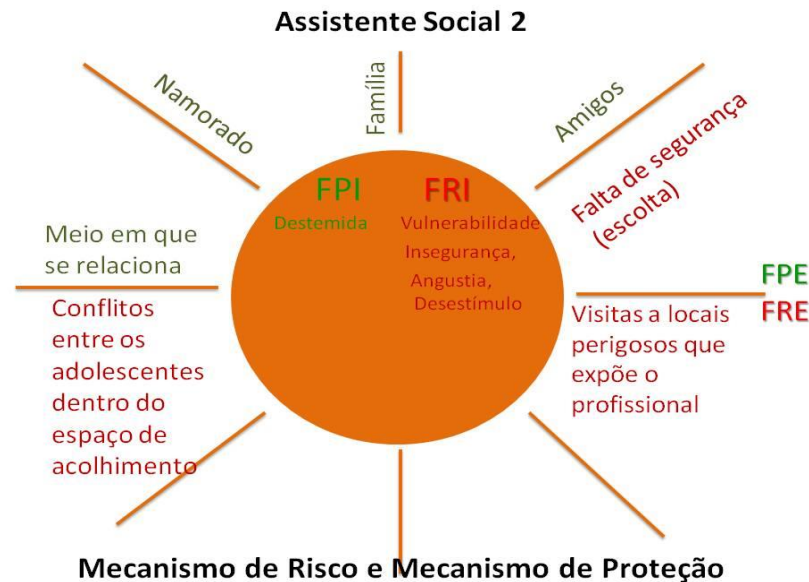 Assistente Social 2
Namorado
Família
Amigos
Falta de segurança
(escolta)
FPI
Destemida
FRI
Vulnerabilidade
Insegurança,
Angustia,
Desestímulo
Meio em que
se relaciona
Conflitos
entre os
adolescentes
dentro do
espaço de
acolhimento
FPE
FRE
Visitas a locais
perigosos que
expõe o
profissional
Mecanismo de Risco e Mecanismo de Proteção